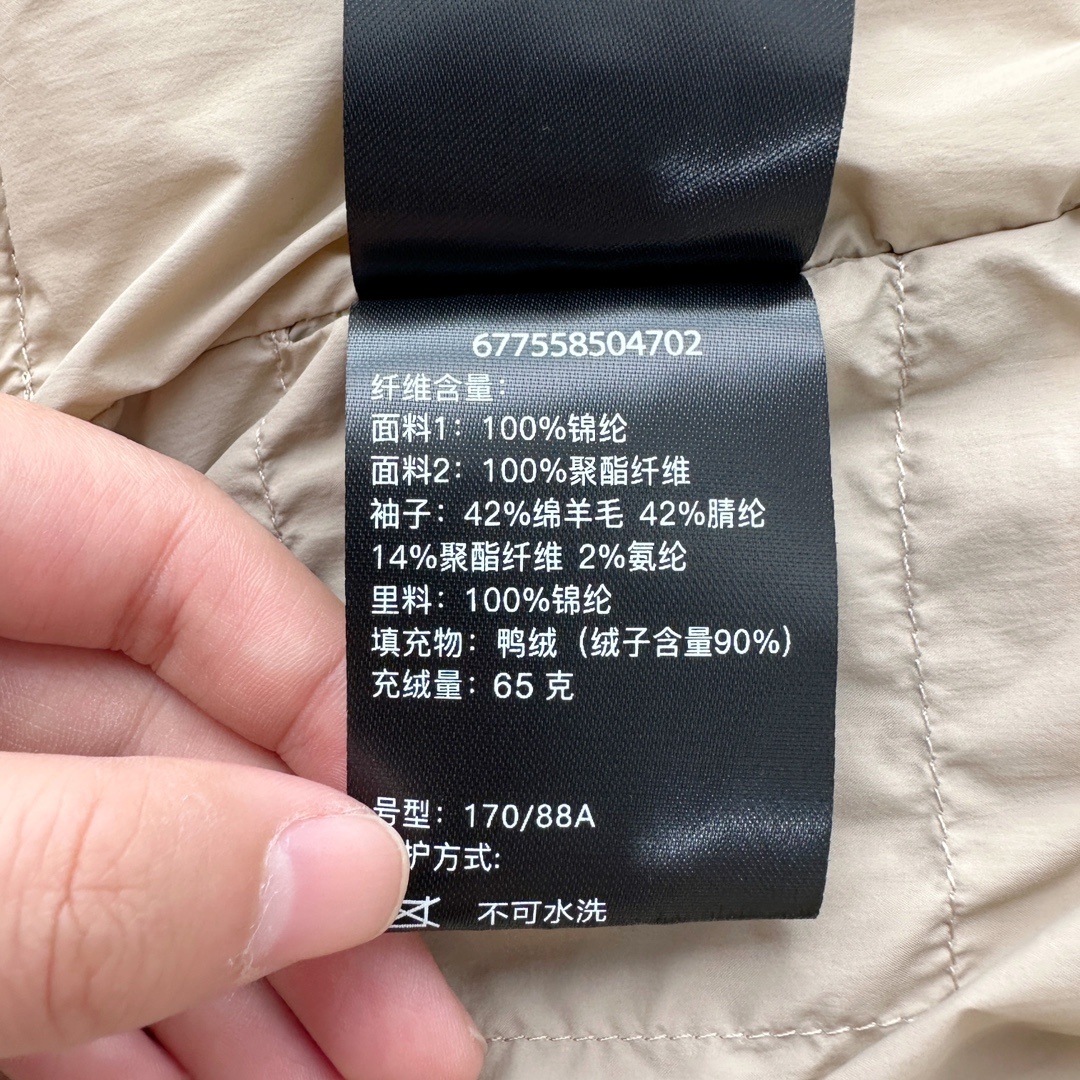 677558504702
纤维含量:
面料1: 100%锦纶
面料2: 100%聚酯纤维
袖子: 42%绵羊毛 42%腈纶
14%聚酯纤维 2%氨纶
里料: 100%锦纶
填充物: 鸭绒 (绒子含量90%)
充绒量: 65 克
号型: 170/88A
护方式:
不可水洗